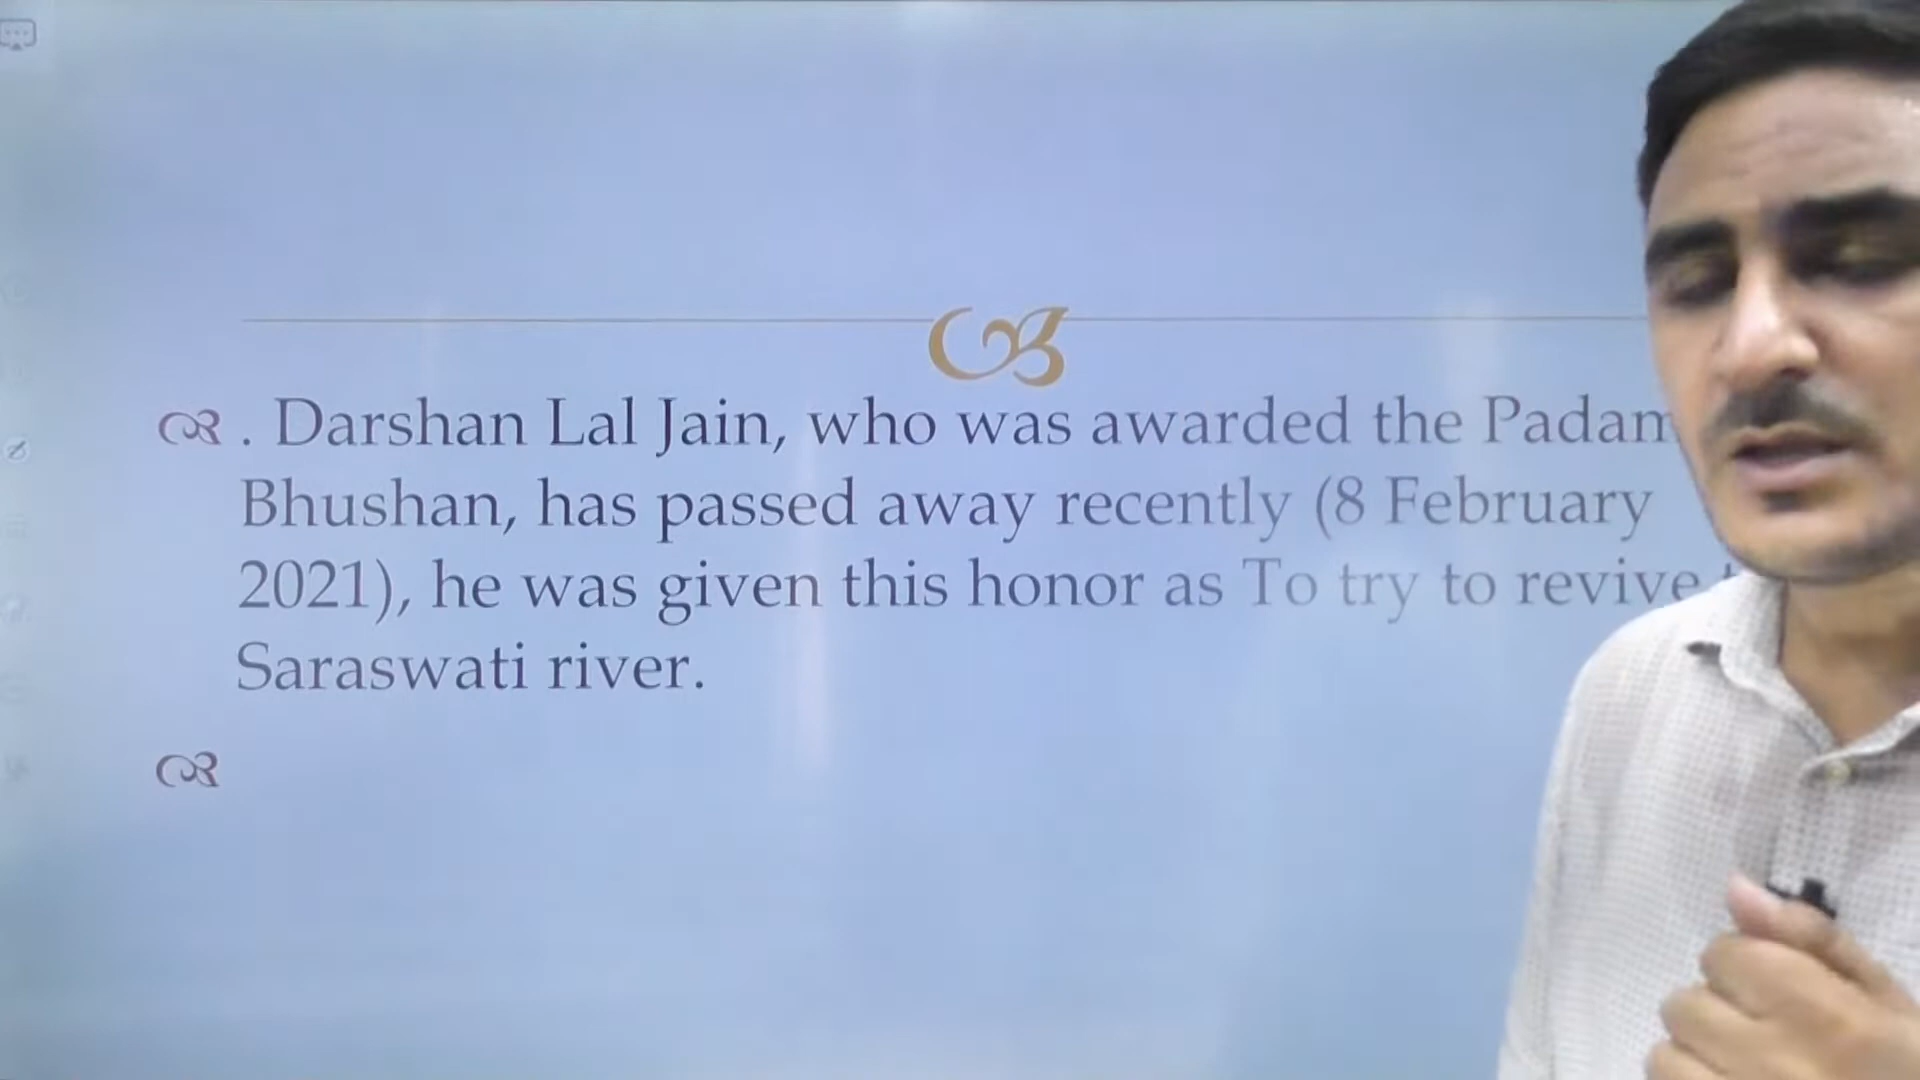 . Darshan Lal Jain, who was awarded the Padam
Bhushan, has passed away recently (8 February
2021), he was given this honor as To try to revive
Saraswati river.